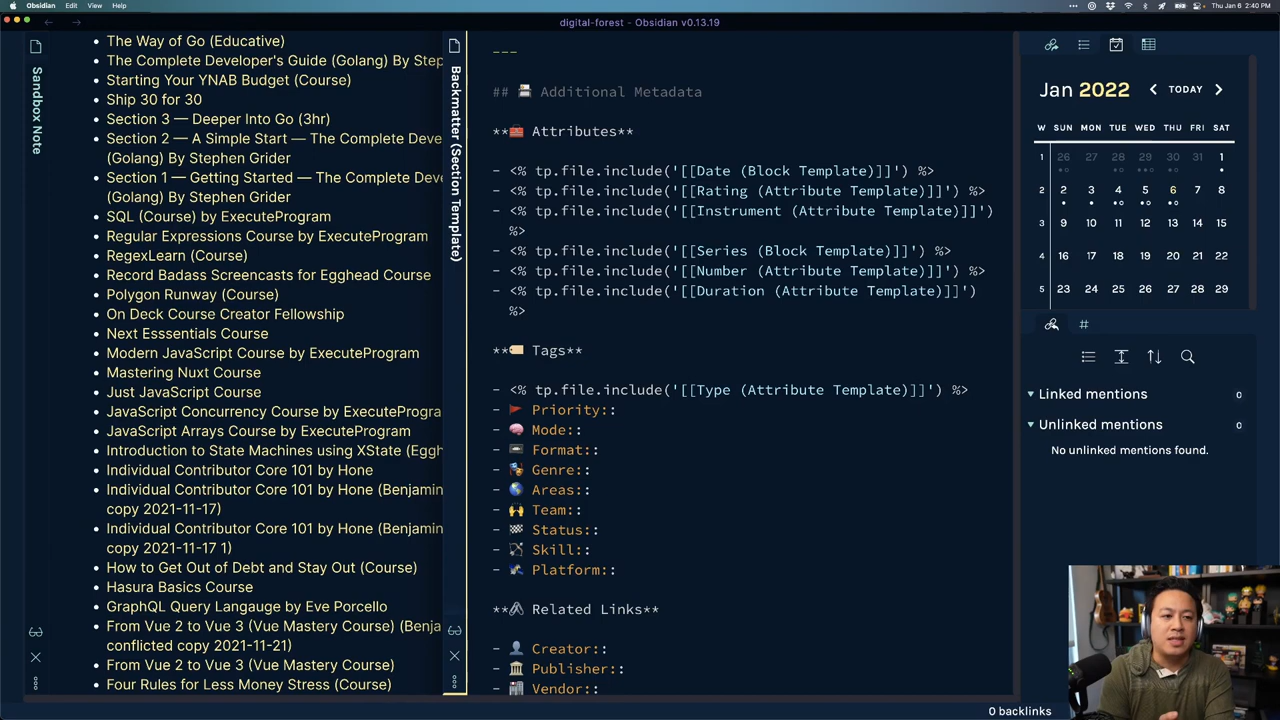 Obsidian File Edit View Help
Thu Jan 6 2:40 PM
digital-forest - Obsidian v0.13.19
Sandbox Note
The Way of Go (Educative)
The Complete Developer's Guide (Golang) By Step
Starting Your YNAB Budget (Course)
Ship 30 for 30
Section 3 — Deeper Into Go (3hr)
Section 2 — A Simple Start — The Complete Deve
(Golang) By Stephen Grider
Section 1 — Getting Started — The Complete Deve
(Golang) By Stephen Grider
SQL (Course) by ExecuteProgram
Regular Expressions Course by ExecuteProgram
RegexLearn (Course)
Record Badass Screencasts for Egghead Course
Polygon Runway (Course)
On Deck Course Creator Fellowship
Next Esssentials Course
Modern JavaScript Course by ExecuteProgram
Mastering Nuxt Course
Just JavaScript Course
JavaScript Concurrency Course by ExecuteProgra
JavaScript Arrays Course by ExecuteProgram
Introduction to State Machines using XState (Eggh
Individual Contributor Core 101 by Hone
Individual Contributor Core 101 by Hone (Benjamin
copy 2021-11-17)
Individual Contributor Core 101 by Hone (Benjamin
copy 2021-11-17 1)
How to Get Out of Debt and Stay Out (Course)
Hasura Basics Course
GraphQL Query Langauge by Eve Porcello
From Vue 2 to Vue 3 (Vue Mastery Course) (Benja
conflicted copy 2021-11-21)
From Vue 2 to Vue 3 (Vue Mastery Course)
Four Rules for Less Money Stress (Course)
Backmatter (Section Template)
---
## Additional Metadata
**🧰 Attributes**
- <% tp.file.include('[[Date (Block Template)]]') %>
- <% tp.file.include('[[Rating (Attribute Template)]]') %>
- <% tp.file.include('[[Instrument (Attribute Template)]]')
%>
- <% tp.file.include('[[Series (Block Template)]]') %>
- <% tp.file.include('[[Number (Attribute Template)]]') %>
- <% tp.file.include('[[Duration (Attribute Template)]]')
%>
**🏷 Tags**
- <% tp.file.include('[[Type (Attribute Template)]]') %>
- 🚩 Priority::
- 🧠 Mode::
- 📼 Format::
- 🎭 Genre::
- 🌎 Areas::
- 🙌 Team::
- 🏁 Status::
- 🏹 Skill::
- Platform::
**🖇 Related Links**
- 👤 Creator::
- 🏛 Publisher::
- 🏬 Vendor::
Jan 2022
TODAY
W SUN MON TUE WED THU FRI SAT
1 26 27 28 29 30 31 1
2 2 3 4 5 6 7 8
3 9 10 11 12 13 14 15
4 16 17 18 19 20 21 22
5 23 24 25 26 27 28 29
#
Linked mentions 0
Unlinked mentions 0
No unlinked mentions found.
0 backlinks